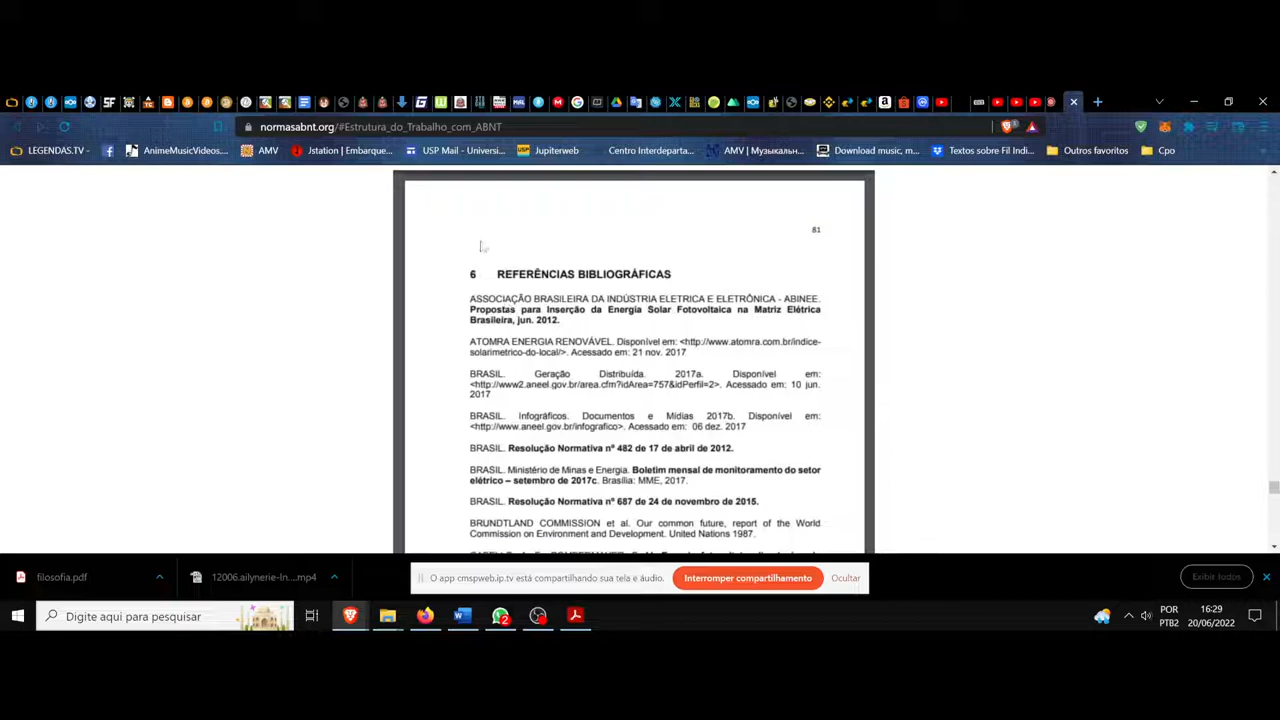 normasabnt.org/#Estrutura_do_Trabalho_com_ABNT
LEGENDAS.TV
AnimeMusicVideos...
AMV
Jstation | Embarque...
USP Mail - Universi...
Jupiterweb
Centro Interdeparta...
AMV | Музыкальн...
Download music, m...
Textos sobre Fil Indi...
Outros favoritos
Cpo
81
6 REFERÊNCIAS BIBLIOGRÁFICAS
ASSOCIAÇÃO BRASILEIRA DA INDÚSTRIA ELETRICA E ELETRÔNICA - ABINEE.
Propostas para Inserção da Energia Solar Fotovoltaica na Matriz Elétrica
Brasileira, jun. 2012.
ATOMRA ENERGIA RENOVÁVEL. Disponível em: <http://www.atomra.com.br/indice-
solarimetrico-do-local/>. Acessado em: 21 nov. 2017
BRASIL. Geração Distribuída. 2017a. Disponível em:
<http://www2.aneel.gov.br/area.cfm?idArea=757&idPerfil=2>. Acessado em: 10 jun.
2017
BRASIL. Infográficos. Documentos e Mídias 2017b. Disponível em:
<http://www.aneel.gov.br/infografico>. Acessado em: 06 dez. 2017
BRASIL. Resolução Normativa nº 482 de 17 de abril de 2012.
BRASIL. Ministério de Minas e Energia. Boletim mensal de monitoramento do setor
elétrico – setembro de 2017c. Brasília: MME, 2017.
BRASIL. Resolução Normativa nº 687 de 24 de novembro de 2015.
BRUNDTLAND COMMISSION et al. Our common future, report of the World
Commission on Environment and Development. United Nations 1987.
filosofia.pdf
12006.ailynerie-In....mp4
O app cmspweb.ip.tv está compartilhando sua tela e áudio.
Interromper compartilhamento
Ocultar
Exibir todos
Digite aqui para pesquisar
POR
PTB2
16:29
20/06/2022